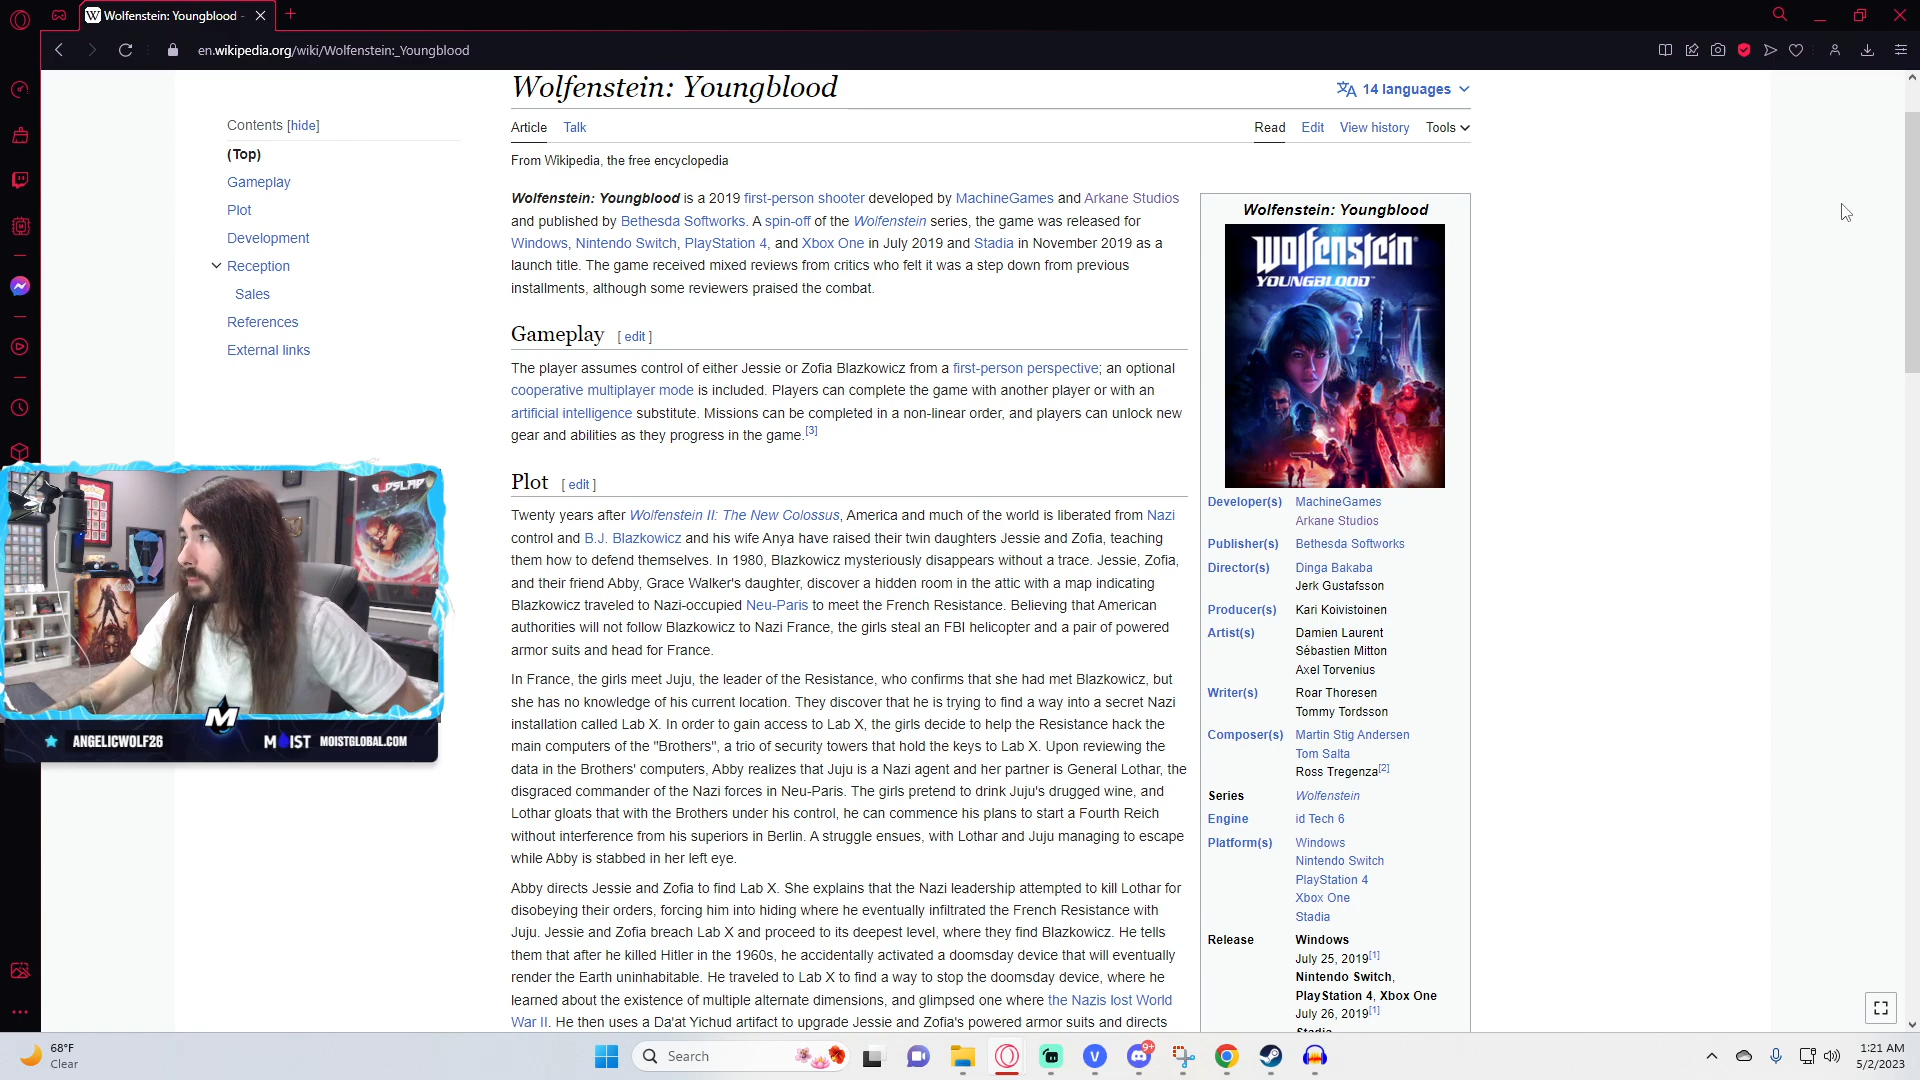 Wolfenstein: Youngblood -
en.wikipedia.org/wiki/Wolfenstein:_Youngblood
Wolfenstein: Youngblood
14 languages
Contents [hide]
(Top)
Gameplay
Plot
Development
Reception
Sales
References
External links
Article Talk
Read Edit View history Tools
From Wikipedia, the free encyclopedia
Wolfenstein: Youngblood is a 2019 first-person shooter developed by MachineGames and Arkane Studios
and published by Bethesda Softworks. A spin-off of the Wolfenstein series, the game was released for
Windows, Nintendo Switch, PlayStation 4, and Xbox One in July 2019 and Stadia in November 2019 as a
launch title. The game received mixed reviews from critics who felt it was a step down from previous
installments, although some reviewers praised the combat.
Gameplay [ edit ]
The player assumes control of either Jessie or Zofia Blazkowicz from a first-person perspective; an optional
cooperative multiplayer mode is included. Players can complete the game with another player or with an
artificial intelligence substitute. Missions can be completed in a non-linear order, and players can unlock new
gear and abilities as they progress in the game.[3]
Plot [ edit ]
Twenty years after Wolfenstein II: The New Colossus, America and much of the world is liberated from Nazi
control and B.J. Blazkowicz and his wife Anya have raised their twin daughters Jessie and Zofia, teaching
them how to defend themselves. In 1980, Blazkowicz mysteriously disappears without a trace. Jessie, Zofia,
and their friend Abby, Grace Walker's daughter, discover a hidden room in the attic with a map indicating
Blazkowicz traveled to Nazi-occupied Neu-Paris to meet the French Resistance. Believing that American
authorities will not follow Blazkowicz to Nazi France, the girls steal an FBI helicopter and a pair of powered
armor suits and head for France.
In France, the girls meet Juju, the leader of the Resistance, who confirms that she had met Blazkowicz, but
she has no knowledge of his current location. They discover that he is trying to find a way into a secret Nazi
installation called Lab X. In order to gain access to Lab X, the girls decide to help the Resistance hack the
main computers of the "Brothers", a trio of security towers that hold the keys to Lab X. Upon reviewing the
data in the Brothers' computers, Abby realizes that Juju is a Nazi agent and her partner is General Lothar, the
disgraced commander of the Nazi forces in Neu-Paris. The girls pretend to drink Juju's drugged wine, and
Lothar gloats that with the Brothers under his control, he can commence his plans to start a Fourth Reich
without interference from his superiors in Berlin. A struggle ensues, with Lothar and Juju managing to escape
while Abby is stabbed in her left eye.
Abby directs Jessie and Zofia to find Lab X. She explains that the Nazi leadership attempted to kill Lothar for
disobeying their orders, forcing him into hiding where he eventually infiltrated the French Resistance with
Juju. Jessie and Zofia breach Lab X and proceed to its deepest level, where they find Blazkowicz. He tells
them that after he killed Hitler in the 1960s, he accidentally activated a doomsday device that will eventually
render the Earth uninhabitable. He traveled to Lab X to find a way to stop the doomsday device, where he
learned about the existence of multiple alternate dimensions, and glimpsed one where the Nazis lost World
War II. He then uses a Da'at Yichud artifact to upgrade Jessie and Zofia's powered armor suits and directs
Wolfenstein: Youngblood
Wolfenstein
YOUNGBLOOD™
Developer(s) MachineGames
Arkane Studios
Publisher(s) Bethesda Softworks
Director(s) Dinga Bakaba
Jerk Gustafsson
Producer(s) Kari Koivistoinen
Artist(s) Damien Laurent
Sébastien Mitton
Axel Torvenius
Writer(s) Roar Thoresen
Tommy Tordsson
Composer(s) Martin Stig Andersen
Tom Salta
Ross Tregenza[2]
Series Wolfenstein
Engine id Tech 6
Platform(s) Windows
Nintendo Switch
PlayStation 4
Xbox One
Stadia
Release Windows
July 25, 2019[1]
Nintendo Switch,
PlayStation 4, Xbox One
July 26, 2019[1]
Stadia
M
ANGELICWOLF26 MOIST MOISTGLOBAL.COM
68°F
Clear
Search
9+
1:21 AM
5/2/2023